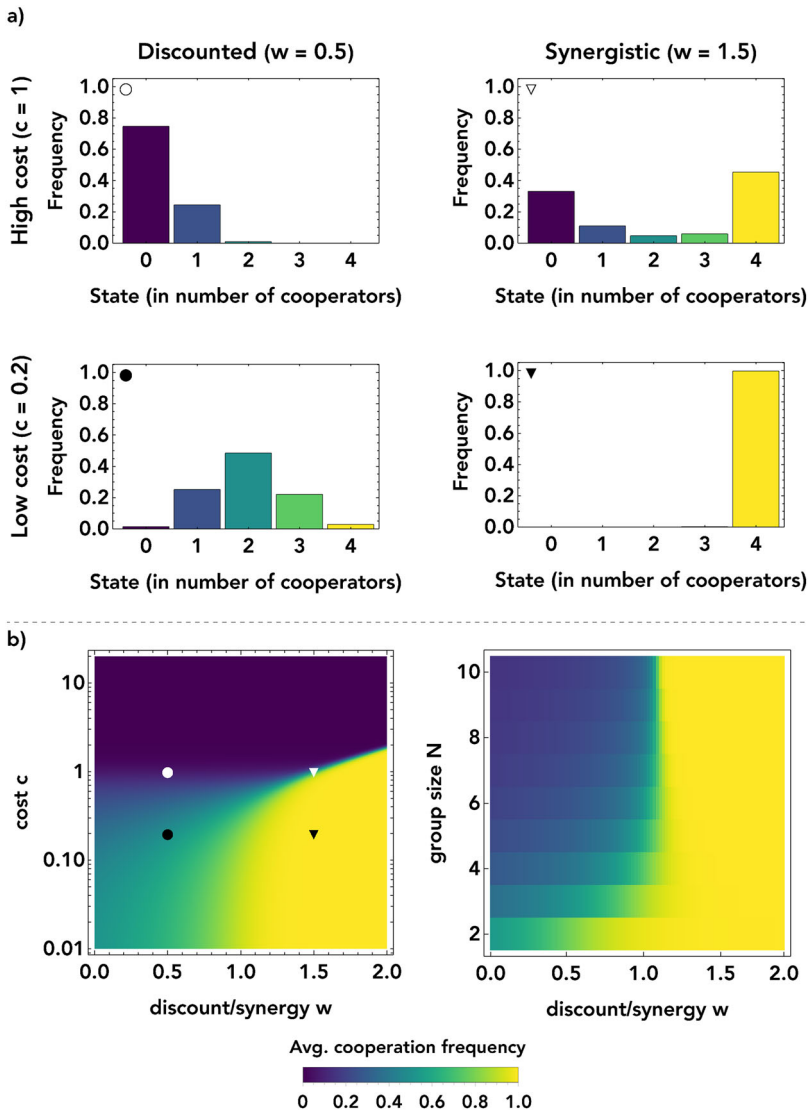 a)
Discounted (w = 0.5)
Synergistic (w = 1.5)
High cost (c = 1)
Frequency
1.0
0.8
0.6
0.4
0.2
0.0
0 1 2 3 4
State (in number of cooperators)
Frequency
1.0
0.8
0.6
0.4
0.2
0.0
0 1 2 3 4
State (in number of cooperators)
Low cost (c = 0.2)
Frequency
1.0
0.8
0.6
0.4
0.2
0.0
0 1 2 3 4
State (in number of cooperators)
Frequency
1.0
0.8
0.6
0.4
0.2
0.0
0 1 2 3 4
State (in number of cooperators)
b)
cost c
10
1
0.10
0.01
0.0 0.5 1.0 1.5 2.0
discount/synergy w
group size N
10
8
6
4
2
0.0 0.5 1.0 1.5 2.0
discount/synergy w
Avg. cooperation frequency
0 0.2 0.4 0.6 0.8 1.0